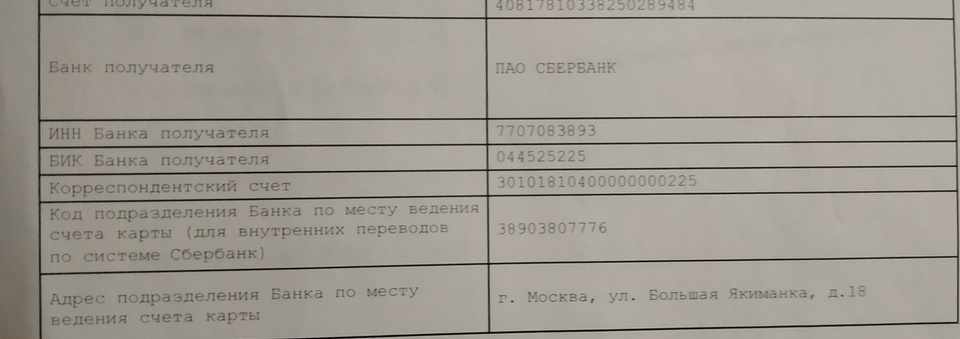 Счет получателя 40817810338250289484
Банк получателя ПАО СБЕРБАНК
ИНН Банка получателя 7707083893
БИК Банка получателя 044525225
Корреспондентский счет 30101810400000000225
Код подразделения Банка по месту ведения
счета карты (для внутренних переводов 38903807776
по системе Сбербанк)
Адрес подразделения Банка по месту г. Москва, ул. Большая Якиманка, д.18
ведения счета карты